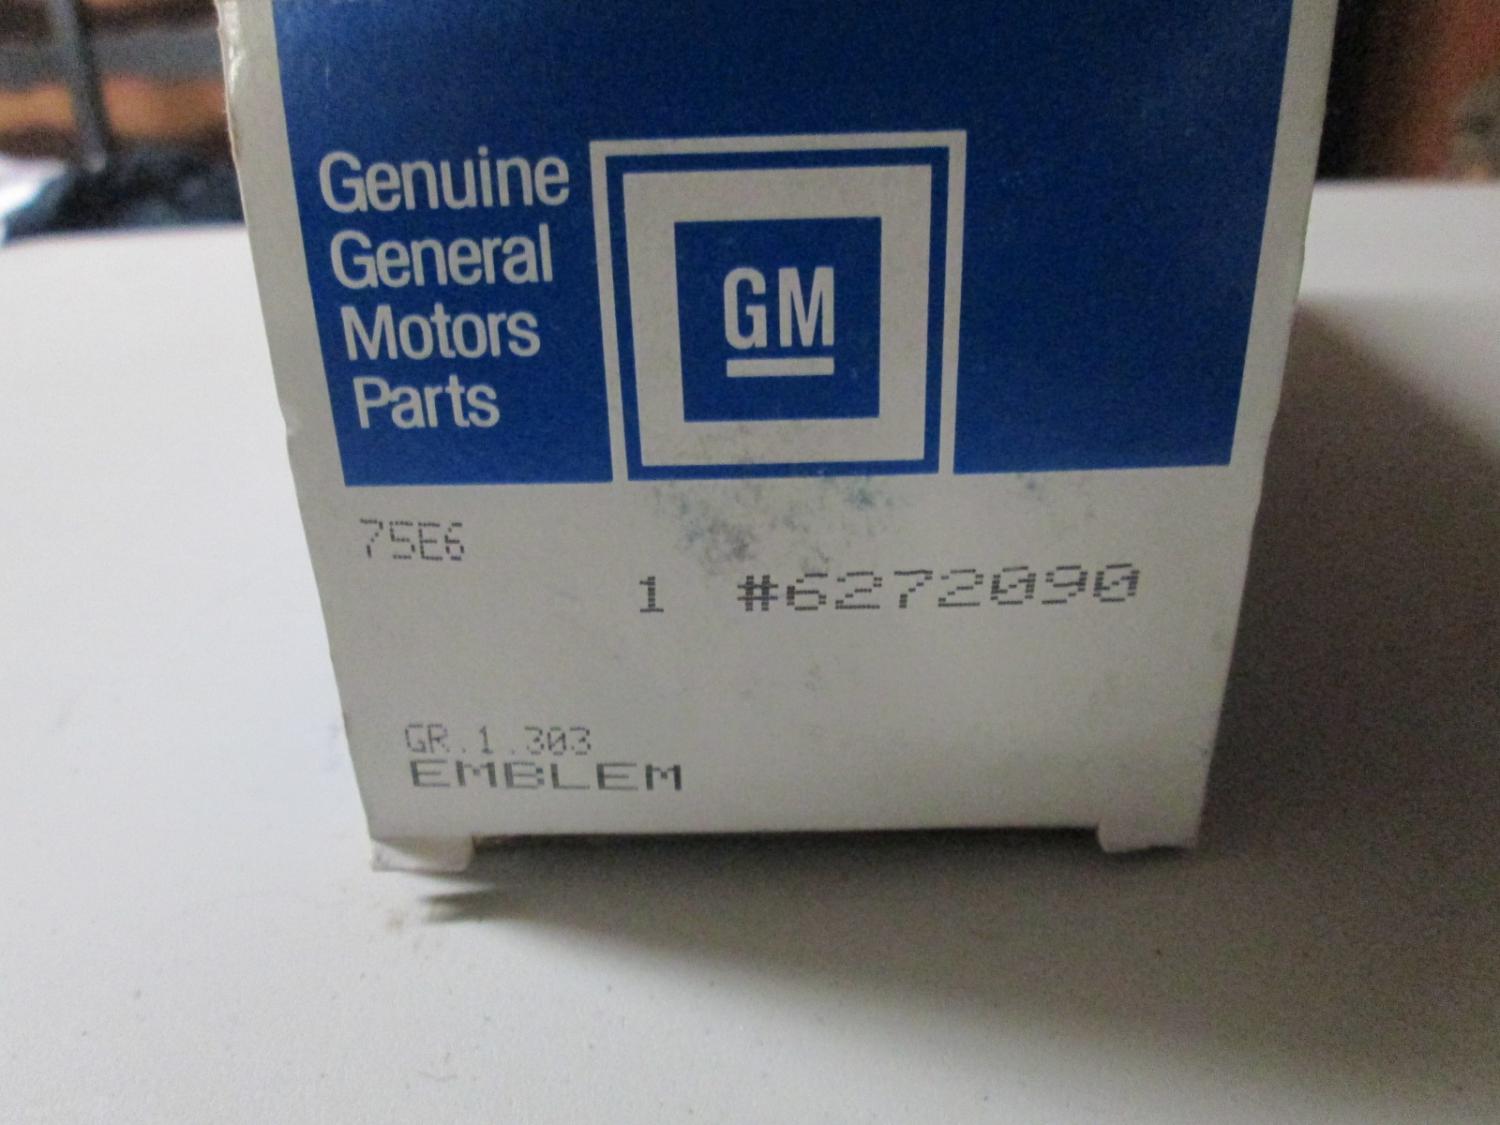 Genuine
General
Motors
Parts
GM
75E6
1 #6272090
GR.1.303
EMBLEM